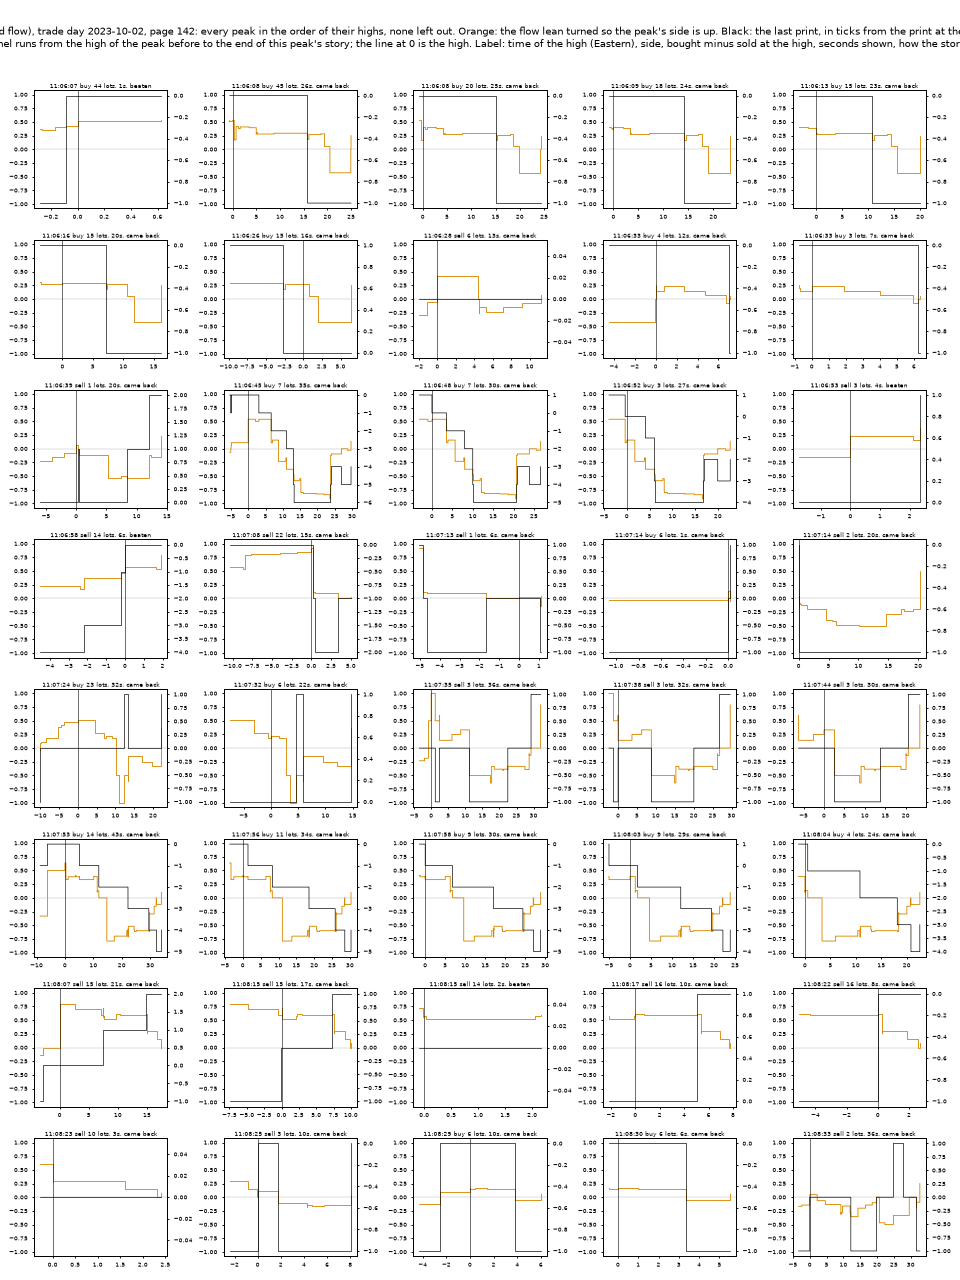 d flow), trade day 2023-10-02, page 142: every peak in the order of their highs, none left out. Orange: the flow lean turned so the peak's side is up. Black: the last print, in ticks from the print at the
nel runs from the high of the peak before to the end of this peak's story; the line at 0 is the high. Label: time of the high (Eastern), side, bought minus sold at the high, seconds shown, how the stor
11:06:07 buy 44 lots. 1s. beaten
11:06:08 buy 45 lots. 26s. came back
11:06:08 buy 20 lots. 25s. came back
11:06:09 buy 18 lots. 24s. came back
11:06:13 buy 15 lots. 23s. came back
11:06:16 buy 15 lots. 20s. came back
11:06:26 buy 15 lots. 16s. came back
11:06:28 sell 6 lots. 13s. came back
11:06:33 buy 4 lots. 12s. came back
11:06:33 buy 3 lots. 7s. came back
11:06:35 sell 1 lots. 20s. came back
11:06:45 buy 7 lots. 35s. came back
11:06:48 buy 7 lots. 30s. came back
11:06:52 buy 3 lots. 27s. came back
11:06:53 sell 3 lots. 4s. beaten
11:06:58 sell 14 lots. 6s. beaten
11:07:08 sell 22 lots. 15s. came back
11:07:13 sell 1 lots. 6s. came back
11:07:14 buy 6 lots. 1s. came back
11:07:14 sell 2 lots. 20s. came back
11:07:24 buy 23 lots. 32s. came back
11:07:32 buy 6 lots. 22s. came back
11:07:35 sell 3 lots. 36s. came back
11:07:38 sell 3 lots. 32s. came back
11:07:44 sell 3 lots. 30s. came back
11:07:55 buy 14 lots. 43s. came back
11:07:56 buy 11 lots. 34s. came back
11:07:58 buy 9 lots. 30s. came back
11:08:03 buy 9 lots. 29s. came back
11:08:04 buy 4 lots. 24s. came back
11:08:07 sell 15 lots. 21s. came back
11:08:15 sell 15 lots. 17s. came back
11:08:15 sell 14 lots. 2s. beaten
11:08:17 sell 16 lots. 10s. came back
11:08:22 sell 16 lots. 8s. came back
11:08:23 sell 10 lots. 3s. came back
11:08:25 sell 3 lots. 10s. came back
11:08:29 buy 6 lots. 10s. came back
11:08:30 buy 6 lots. 6s. came back
11:08:33 sell 2 lots. 36s. came back